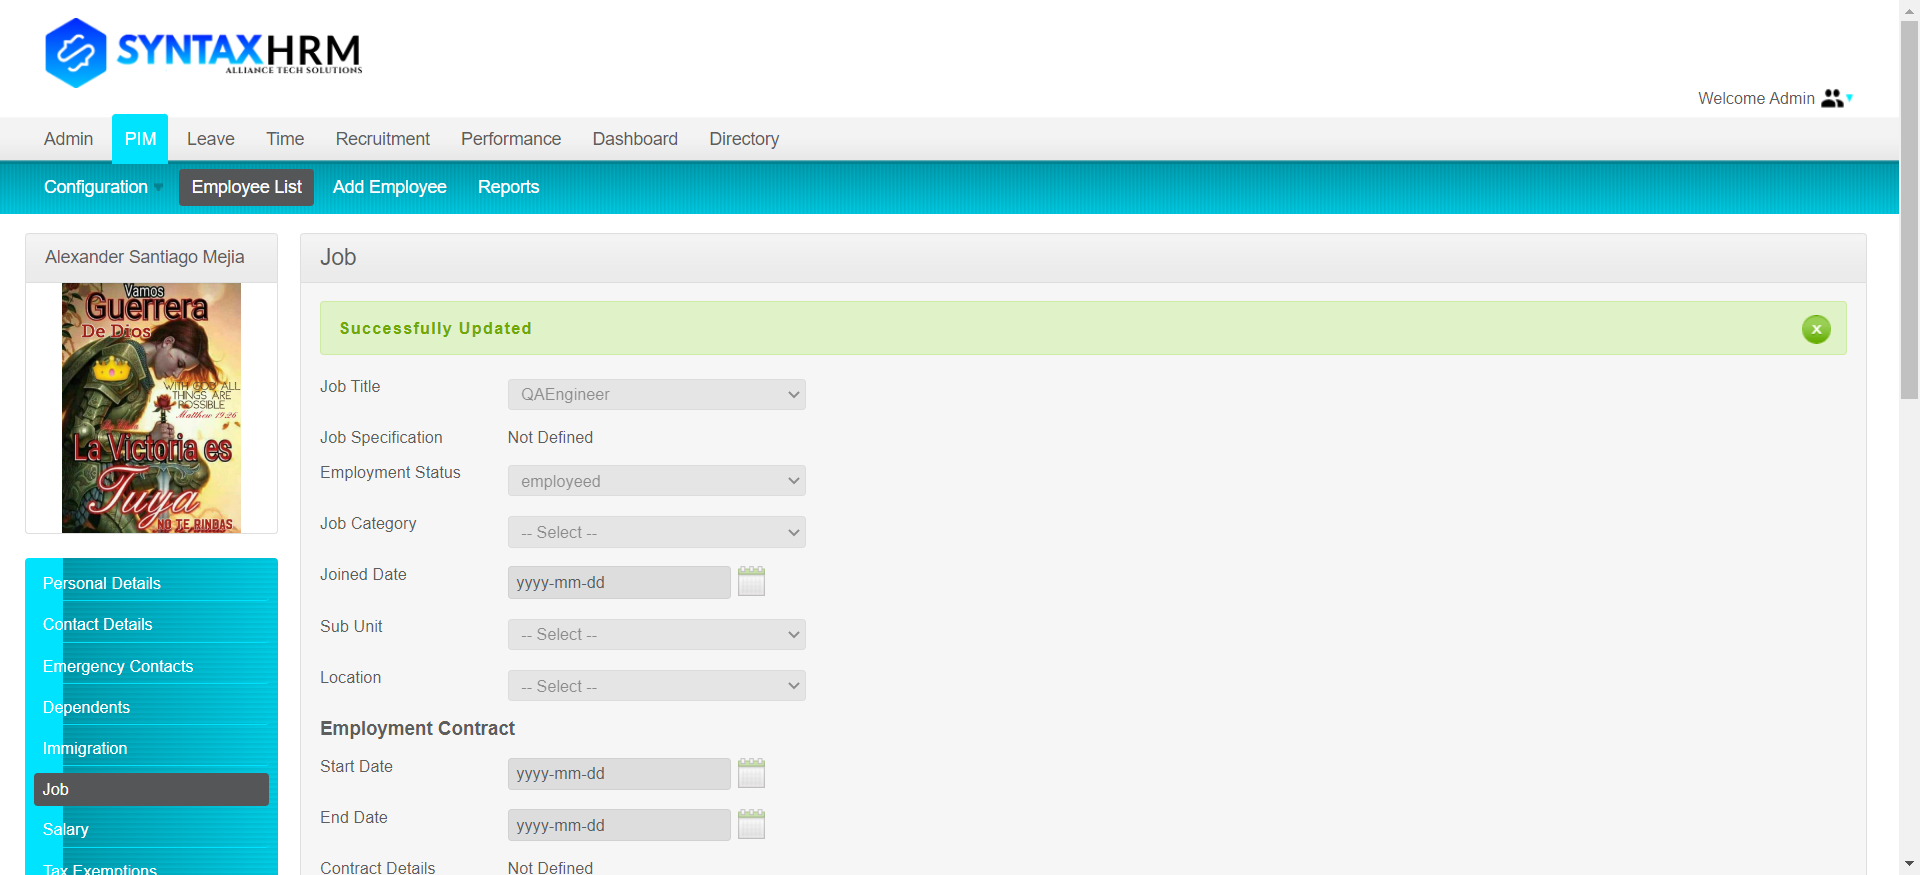 SYNTAXHRM
ALLIANCE TECH SOLUTIONS
Welcome Admin
Admin PIM Leave Time Recruitment Performance Dashboard Directory
Configuration Employee List Add Employee Reports
Alexander Santiago Mejia
Vamos
Guerrera
De Dios
WITH GOD ALL
THINGS ARE
POSSIBLE
Matthew 19:26
La Victoria es
Tuya
NO TE RINDAS
Personal Details
Contact Details
Emergency Contacts
Dependents
Immigration
Job
Salary
Tax Exemptions
Job
Successfully Updated
x
Job Title QAEngineer
Job Specification Not Defined
Employment Status employeed
Job Category -- Select --
Joined Date yyyy-mm-dd
Sub Unit -- Select --
Location -- Select --
Employment Contract
Start Date yyyy-mm-dd
End Date yyyy-mm-dd
Contract Details Not Defined